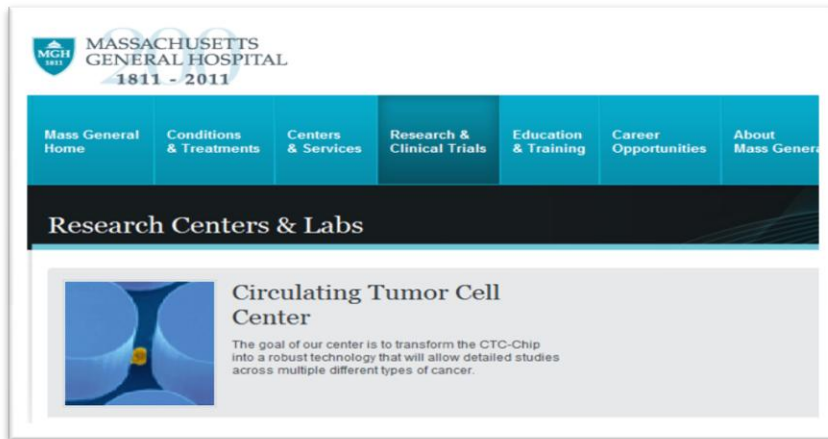 MGH
1811
200
MASSACHUSETTS
GENERAL HOSPITAL
1811 - 2011
Mass General
Home
Conditions
& Treatments
Centers
& Services
Research &
Clinical Trials
Education
& Training
Career
Opportunities
About
Mass Genera
Research Centers & Labs
Circulating Tumor Cell
Center
The goal of our center is to transform the CTC-Chip
into a robust technology that will allow detailed studies
across multiple different types of cancer.